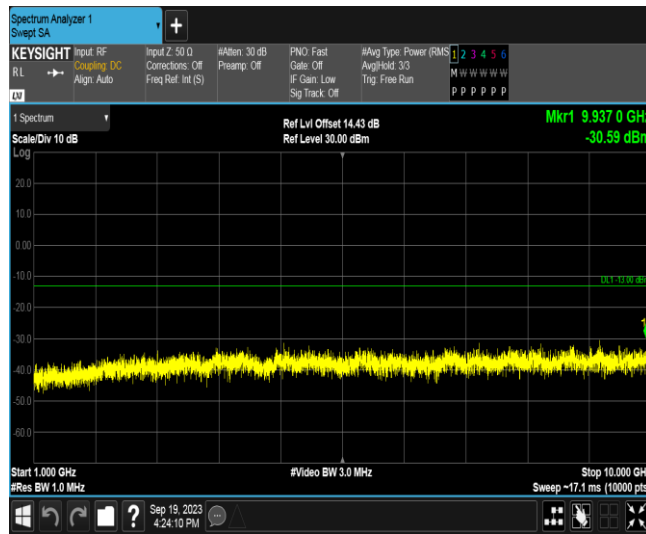 Spectrum Analyzer 1
Swept SA
+
KEYSIGHT
RL
LXI
Input: RF
Coupling: DC
Align: Auto
Input Z: 50 Ω
Corrections: Off
Freq Ref: Int (S)
#Atten: 30 dB
Preamp: Off
PNO: Fast
Gate: Off
IF Gain: Low
Sig Track: Off
#Avg Type: Power (RMS
Avg|Hold: 3/3
Trig: Free Run
1 2 3 4 5 6
M W W W W W
P P P P P P
1 Spectrum
Scale/Div 10 dB
Log
Ref Lvl Offset 14.43 dB
Ref Level 30.00 dBm
Mkr1 9.937 0 GHz
-30.59 dBm
20.0
10.0
0.00
-10.0
DL1 -13.00 dBm
-20.0
1
-30.0
-40.0
-50.0
-60.0
Start 1.000 GHz
#Res BW 1.0 MHz
#Video BW 3.0 MHz
Stop 10.000 GHz
Sweep ~17.1 ms (10000 pts)
?
Sep 19, 2023
4:24:10 PM